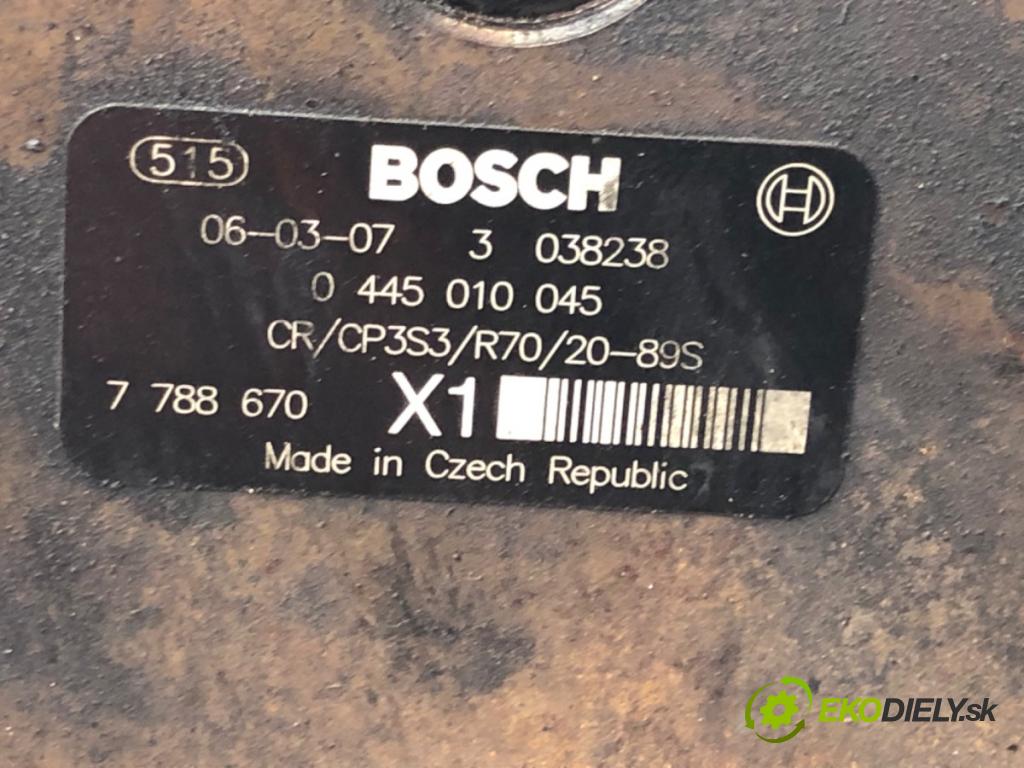 515 BOSCH
06-03-07 3 038238
0 445 010 045
CR/CP3S3/R70/20-89S
7 788 670 X1
Made in Czech Republic
EKODIELY.sk